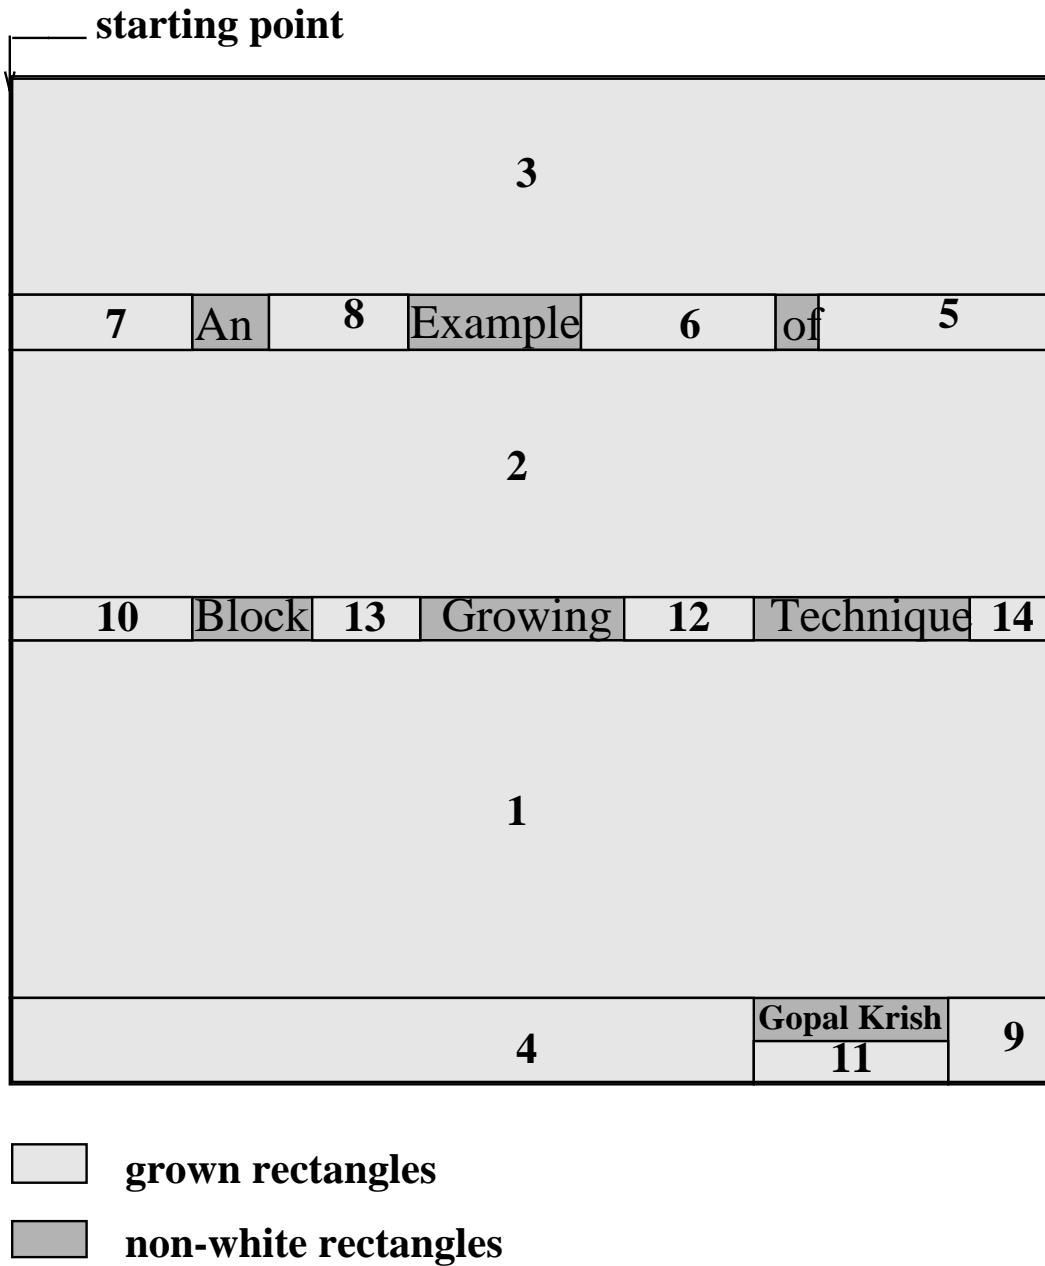 starting point
3
7 An 8 Example 6 of 5
2
10 Block 13 Growing 12 Technique 14
1
4 Gopal Krish 9
11
grown rectangles
non-white rectangles